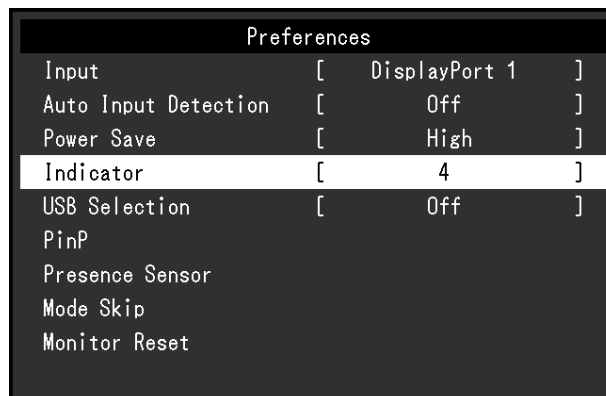 Preferences
Input [ DisplayPort 1 ]
Auto Input Detection [ Off ]
Power Save [ High ]
Indicator [ 4 ]
USB Selection [ Off ]
PinP
Presence Sensor
Mode Skip
Monitor Reset